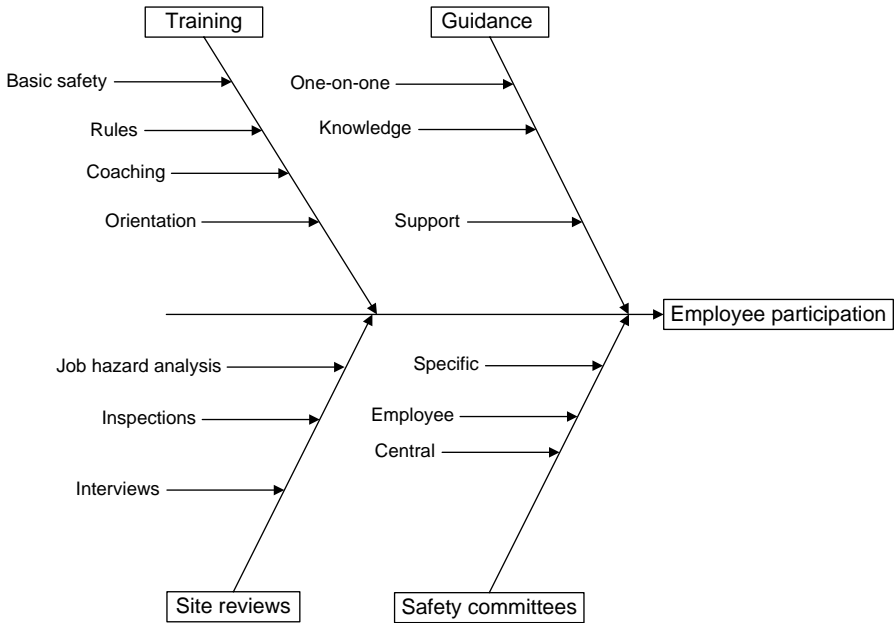 Training
Guidance
Basic safety
One-on-one
Rules
Knowledge
Coaching
Orientation
Support
Employee participation
Job hazard analysis
Specific
Inspections
Employee
Central
Interviews
Site reviews
Safety committees